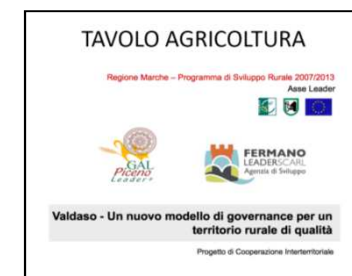 TAVOLO AGRICOLTURA
Regione Marche – Programma di Sviluppo Rurale 2007/2013
Asse Leader
GAL
Piceno
Leader+
FERMANO
LEADERSCARL
Agenzia di Sviluppo
Valdaso - Un nuovo modello di governance per un
territorio rurale di qualità
Progetto di Cooperazione Interterritoriale